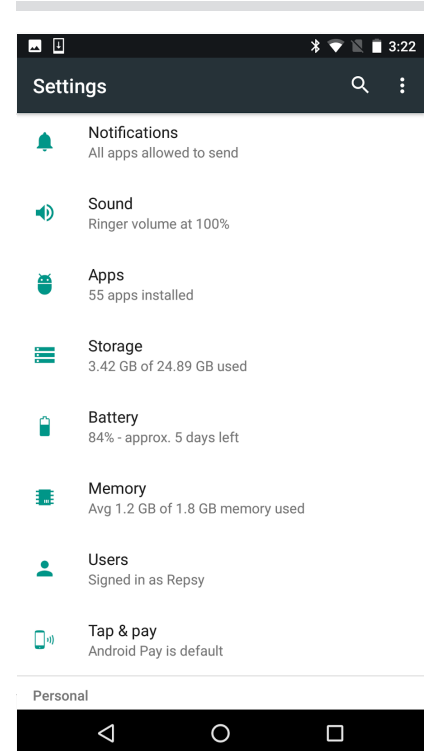 3:22
Settings
Notifications
All apps allowed to send
Sound
Ringer volume at 100%
Apps
55 apps installed
Storage
3.42 GB of 24.89 GB used
Battery
84% - approx. 5 days left
Memory
Avg 1.2 GB of 1.8 GB memory used
Users
Signed in as Repsy
Tap & pay
Android Pay is default
Personal